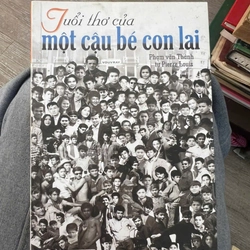 Tuổi thơ của
một cậu bé con lai
Phạm văn Thành
Pierre Louis